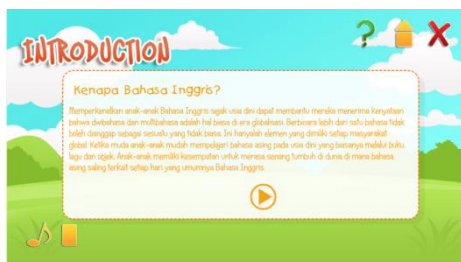 INTRODUCTION
?
X
Kenapa Bahasa Inggris?
Memperkenalkan anak-anak Bahasa Inggris sejak usia dini dapat membantu mereka menerima kenyataan
bahwa dwibahasa dan multibahasa adalah hal biasa di era globalisasi. Berbicara lebih dari satu bahasa tidak
boleh dianggap sebagai sesuatu yang tidak biasa. Ini hanyalah elemen yang dimiliki setiap masyarakat
global. Ketika muda anak-anak mudah mempelajari bahasa asing pada usia dini yang biasanya melalui buku,
lagu dan objek. Anak-anak memiliki kesempatan untuk merasa senang tumbuh di dunia di mana bahasa
asing saling terkait setiap hari yang umumnya Bahasa Inggris.